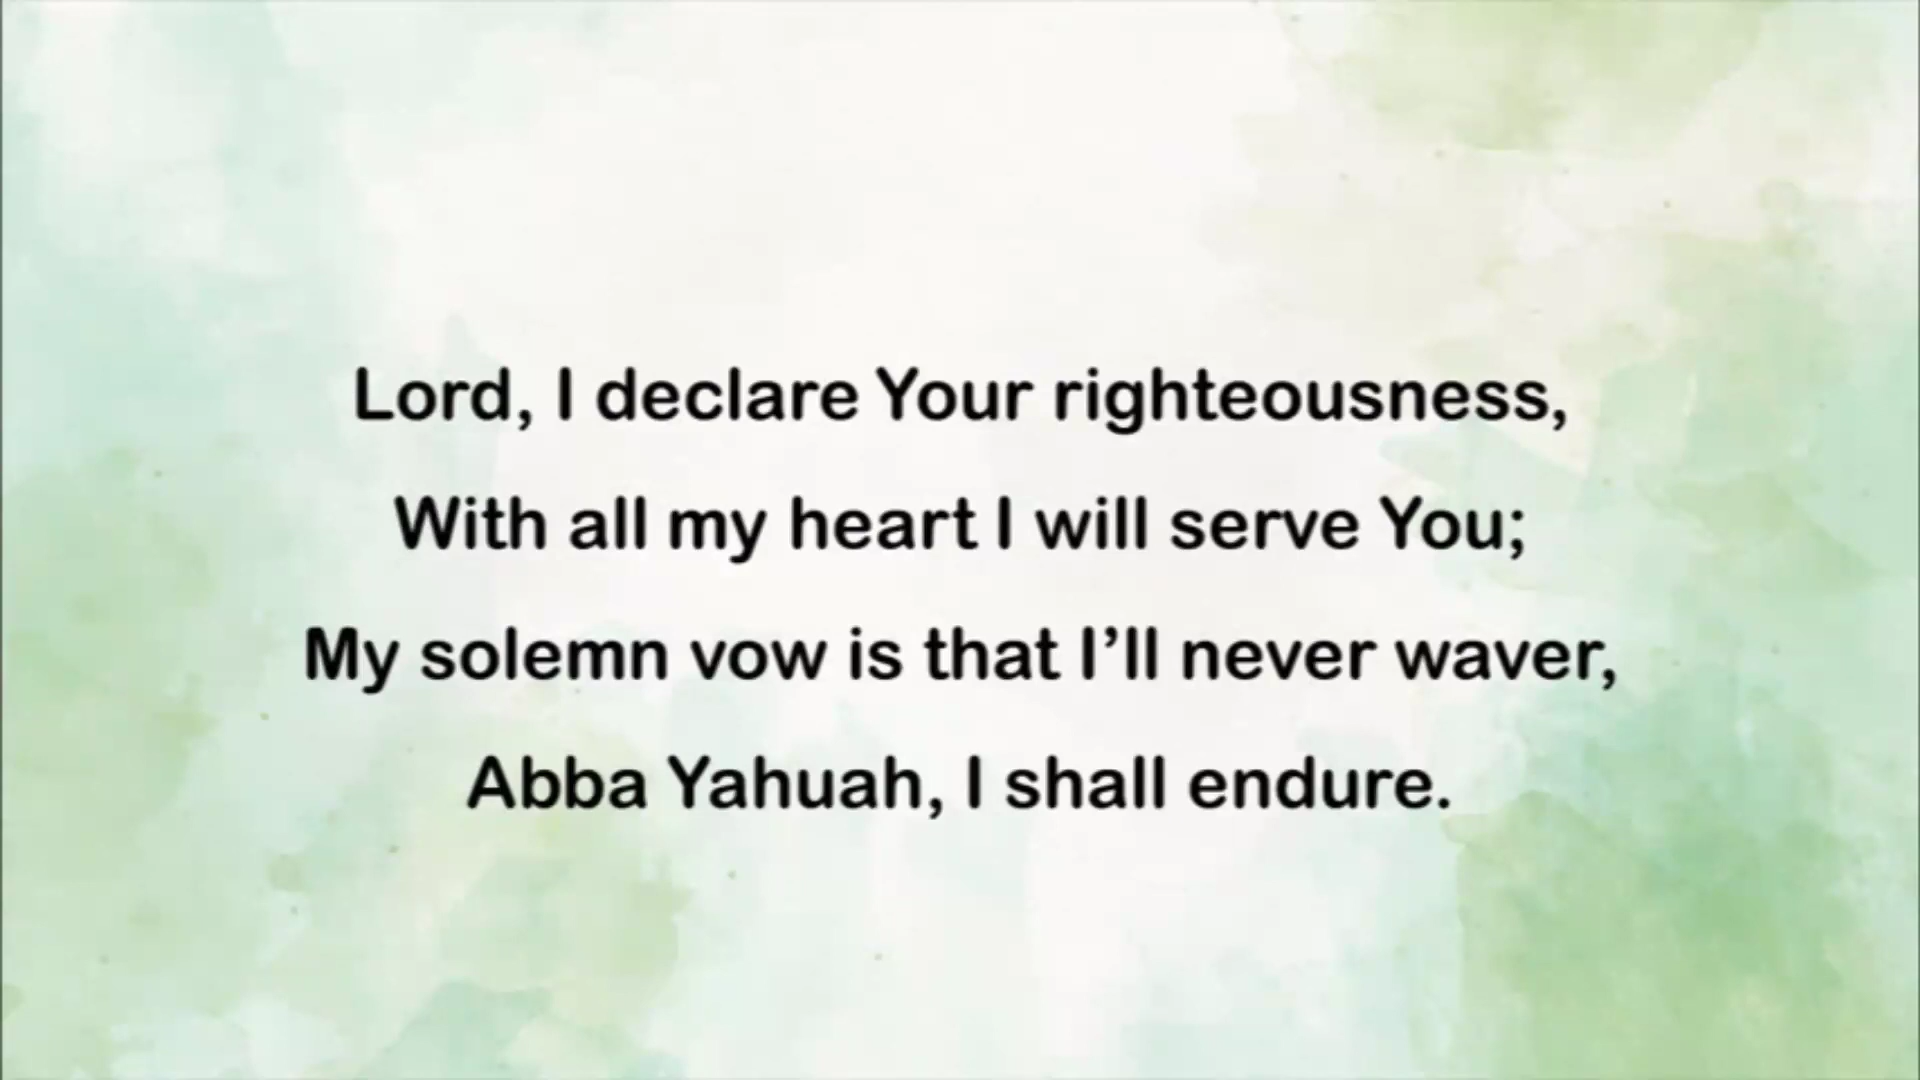 Lord, I declare Your righteousness,
With all my heart I will serve You;
My solemn vow is that I’ll never waver,
Abba Yahuah, I shall endure.